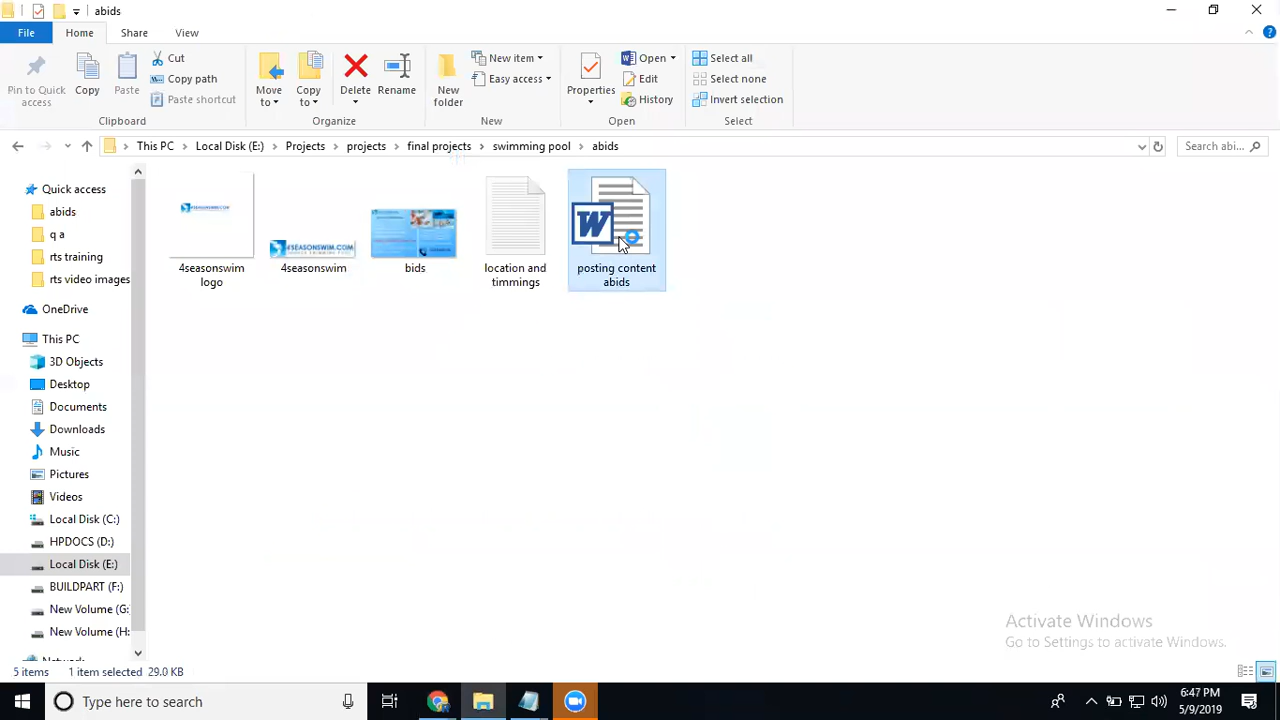 abids
File
Home
Share
View
Pin to Quick access
Copy
Paste
Cut
Copy path
Paste shortcut
Clipboard
Move to
Copy to
Delete
Rename
Organize
New folder
New item
Easy access
New
Properties
Open
Edit
History
Open
Select all
Select none
Invert selection
Select
This PC > Local Disk (E:) > Projects > projects > final projects > swimming pool > abids
Search abi...
Quick access
abids
q a
rts training
rts video images
OneDrive
This PC
3D Objects
Desktop
Documents
Downloads
Music
Pictures
Videos
Local Disk (C:)
HPDOCS (D:)
Local Disk (E:)
BUILDPART (F:)
New Volume (G:
New Volume (H:
4SEASONSWIM.COM
4seasonswim
logo
4seasonswim
bids
location and
timmings
W
posting content
abids
Activate Windows
Go to Settings to activate Windows.
5 items 1 item selected 29.0 KB
Type here to search
6:47 PM
5/9/2019